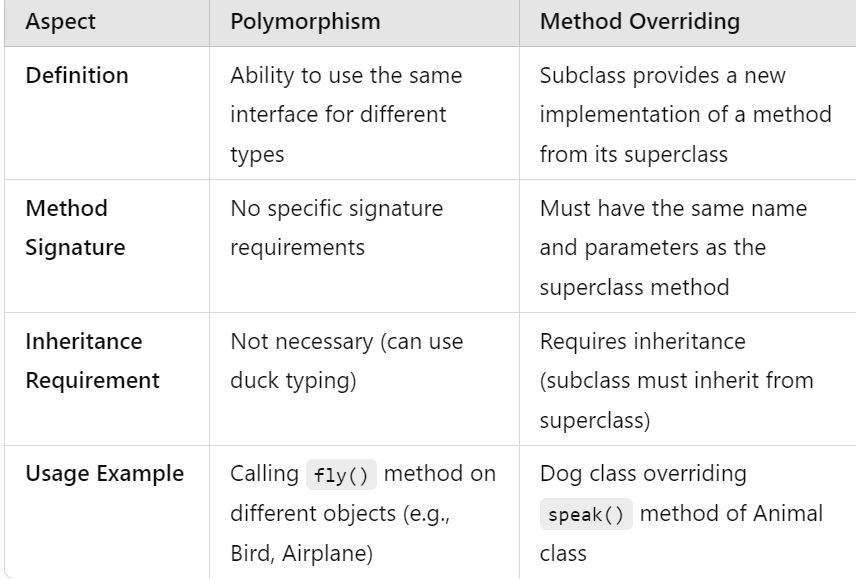 Aspect Polymorphism Method Overriding
Definition
Ability to use the same
interface for different
types
Subclass provides a new
implementation of a method
from its superclass
Method
Signature
No specific signature
requirements
Must have the same name
and parameters as the
superclass method
Inheritance
Requirement
Not necessary (can use
duck typing)
Requires inheritance
(subclass must inherit from
superclass)
Usage Example
Calling fly() method on
different objects (e.g.,
Bird, Airplane)
Dog class overriding
speak() method of Animal
class